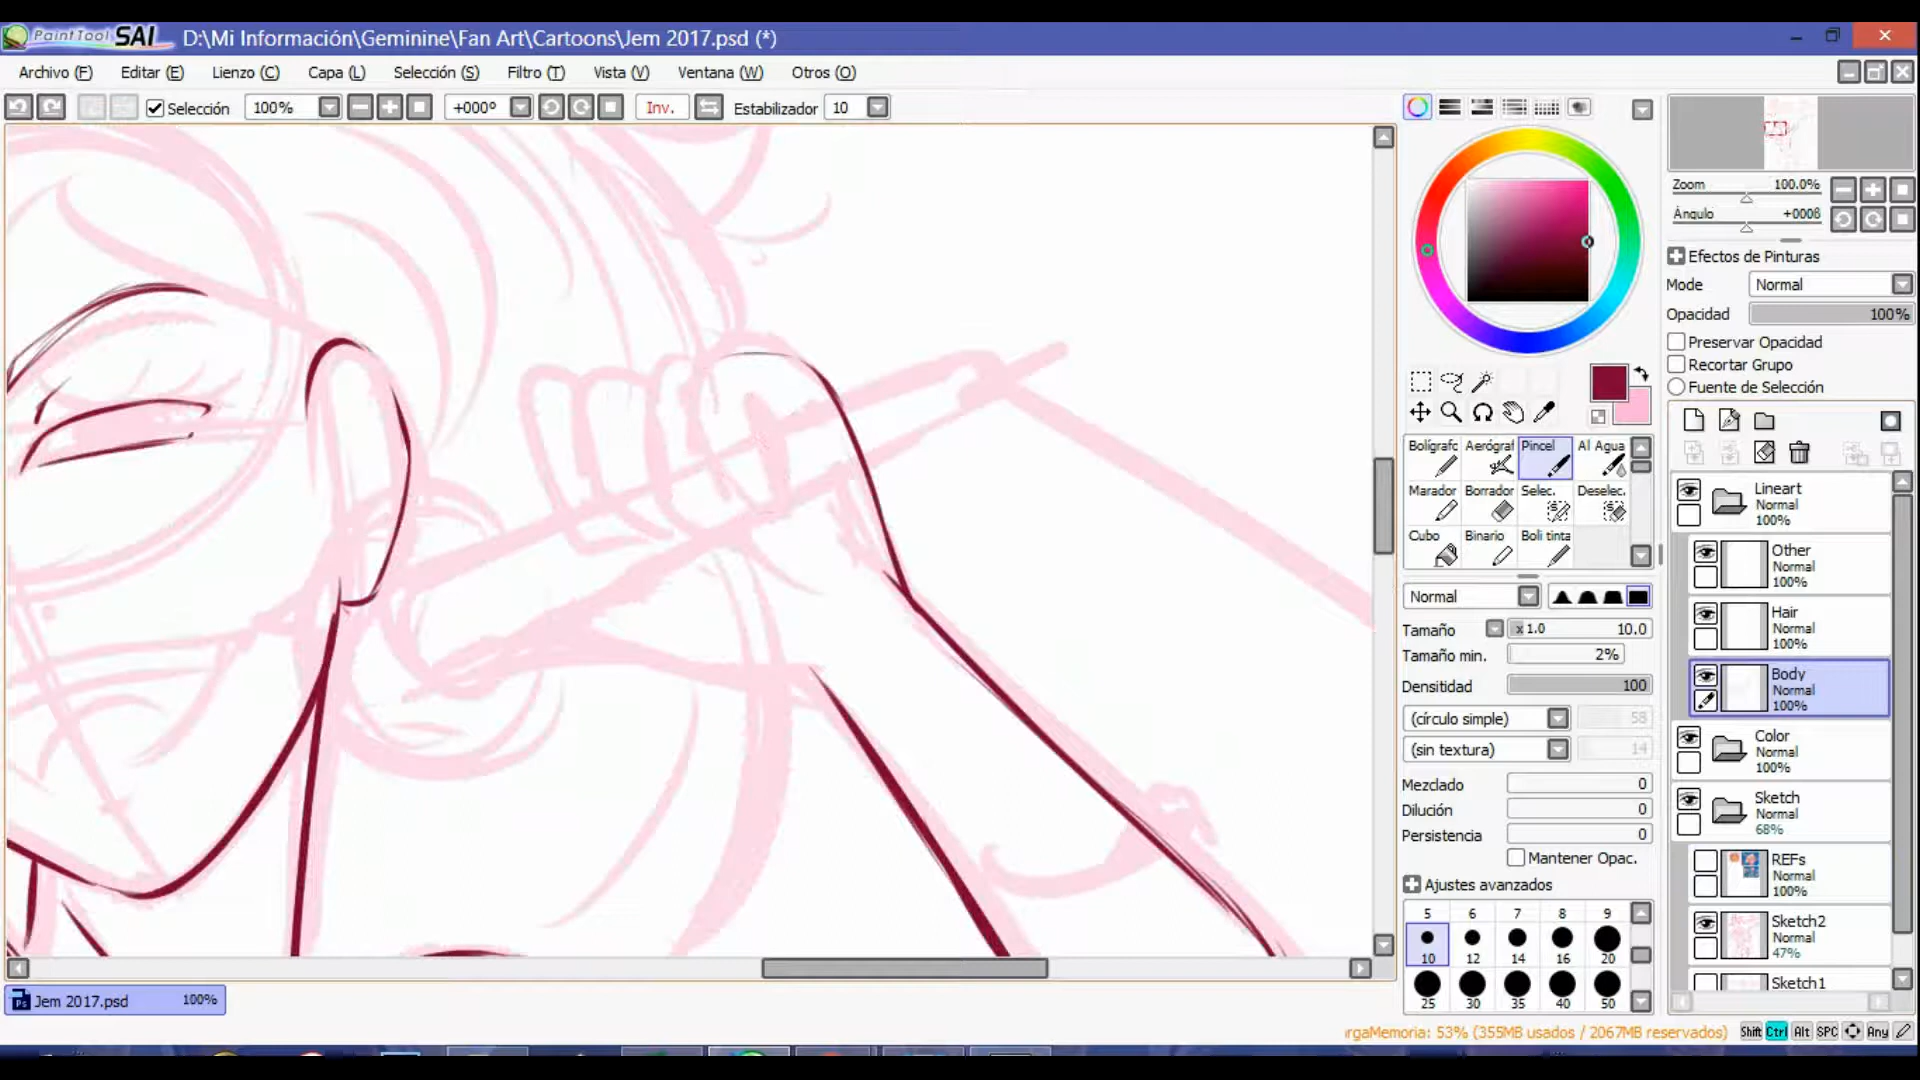 PaintTool SAI D:\Mi Información\Geminine\Fan Art\Cartoons\Jem 2017.psd (*)
Archivo (F) Editar (E) Lienzo (C) Capa (L) Selección (S) Filtro (T) Vista (V) Ventana (W) Otros (O)
Selección 100% +000º Inv. Estabilizador 10
Zoom 100.0%
Ángulo +000ß
Efectos de Pinturas
Mode Normal
Opacidad 100%
Preservar Opacidad
Recortar Grupo
Fuente de Selección
Bolígrafc Aerógraf Pincel Al Agua
Marador Borrador Selec. Deselec.
Cubo Binario Boli tinta
Normal
Tamaño x 1.0 10.0
Tamaño min. 2%
Densitidad 100
(círculo simple) 58
(sin textura) 14
Mezclado 0
Dilución 0
Persistencia 0
Mantener Opac.
Ajustes avanzados
5 6 7 8 9
10 12 14 16 20
25 30 35 40 50
Lineart
Normal
100%
Other
Normal
100%
Hair
Normal
100%
Body
Normal
100%
Color
Normal
100%
Sketch
Normal
68%
REFs
Normal
100%
Sketch2
Normal
47%
Sketch1
Jem 2017.psd 100%
argaMemoria: 53% (355MB usados / 2067MB reservados) Shift Ctrl Alt SPC Any